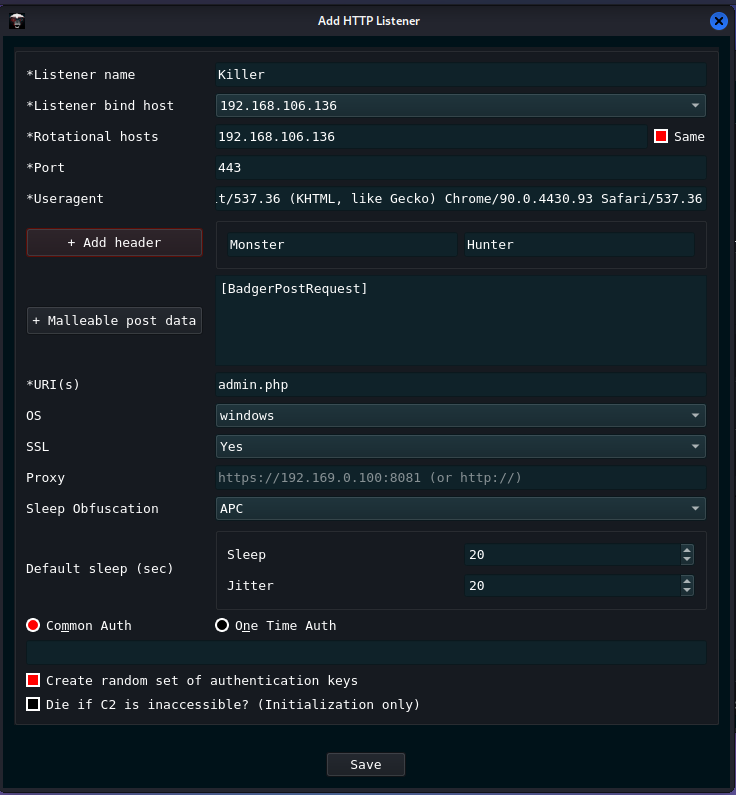 Add HTTP Listener
*Listener name Killer
*Listener bind host 192.168.106.136
*Rotational hosts 192.168.106.136 Same
*Port 443
*Useragent t/537.36 (KHTML, like Gecko) Chrome/90.0.4430.93 Safari/537.36
+ Add header Monster Hunter
[BadgerPostRequest]
+ Malleable post data
*URI(s) admin.php
OS windows
SSL Yes
Proxy https://192.169.0.100:8081 (or http://)
Sleep Obfuscation APC
Sleep 20
Default sleep (sec)
Jitter 20
Common Auth One Time Auth
Create random set of authentication keys
Die if C2 is inaccessible? (Initialization only)
Save